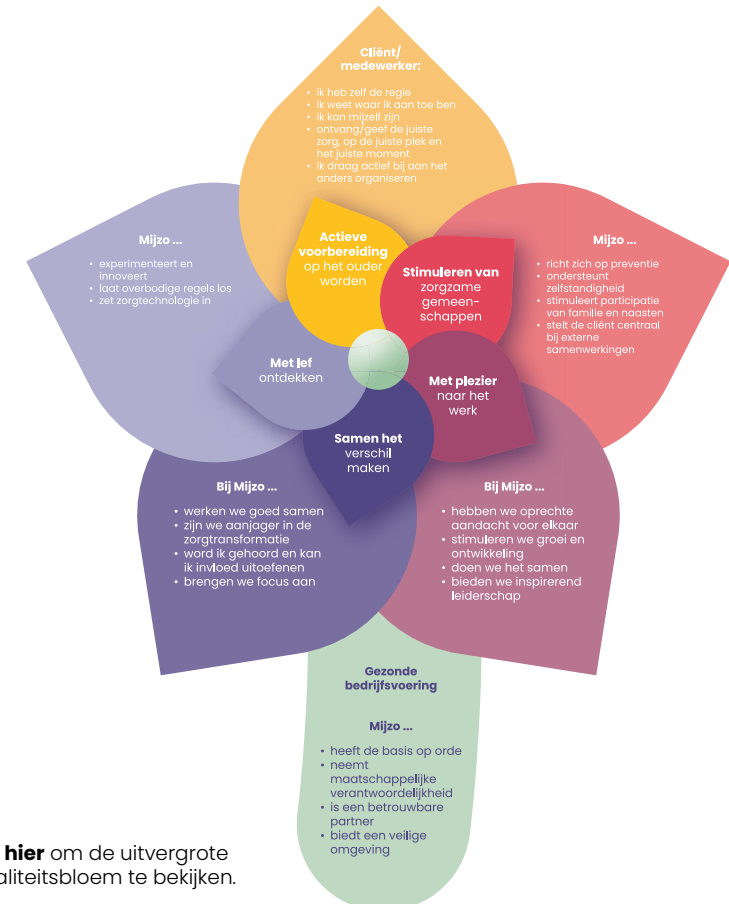 Cliënt/
medewerker:
• ik heb zelf de regie
• ik weet waar ik aan toe ben
• ik kan mijzelf zijn
• ontvang/geef de juiste
zorg, op de juiste plek en
het juiste moment
• ik draag actief bij aan het
anders organiseren
Actieve
voorbereiding
op het ouder
worden
Mijzo ...
• experimenteert en
innoveert
• laat overbodige regels los
• zet zorgtechnologie in
Met lef
ontdekken
Stimuleren van
zorgzame
gemeen-
schappen
Mijzo ...
• richt zich op preventie
• ondersteunt
zelfstandigheid
• stimuleert participatie
van familie en naasten
• stelt de cliënt centraal
bij externe
samenwerkingen
Met plezier
naar het
werk
Samen het
verschil
maken
Bij Mijzo ...
• werken we goed samen
• zijn we aanjager in de
zorgtransformatie
• word ik gehoord en kan
ik invloed uitoefenen
• brengen we focus aan
Bij Mijzo ...
• hebben we oprechte
aandacht voor elkaar
• stimuleren we groei en
ontwikkeling
• doen we het samen
• bieden we inspirerend
leiderschap
Gezonde
bedrijfsvoering
Mijzo ...
• heeft de basis op orde
• neemt
maatschappelijke
verantwoordelijkheid
• is een betrouwbare
partner
• biedt een veilige
omgeving
hier om de uitvergrote
aliteitsbloem te bekijken.